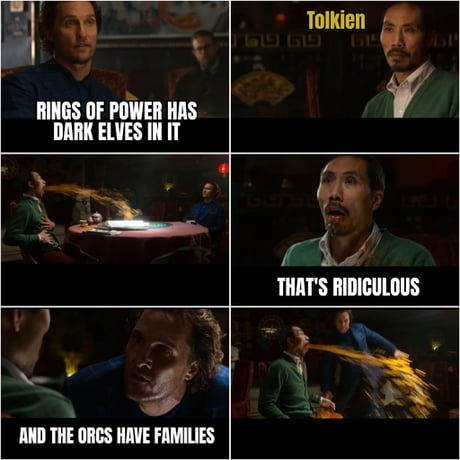 RINGS OF POWER HAS
DARK ELVES IN IT
Tolkien
THAT'S RIDICULOUS
AND THE ORCS HAVE FAMILIES